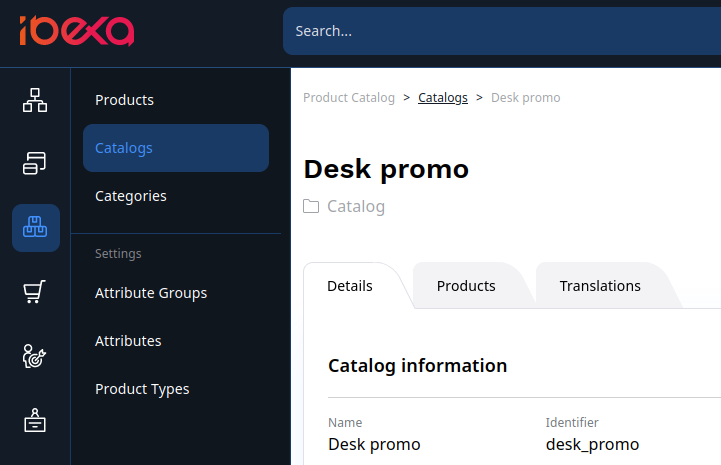 ibexa
Search...
Products
Catalogs
Categories
Settings
Attribute Groups
Attributes
Product Types
Product Catalog > Catalogs > Desk promo
Desk promo
Catalog
Details Products Translations
Catalog information
Name Identifier
Desk promo desk_promo